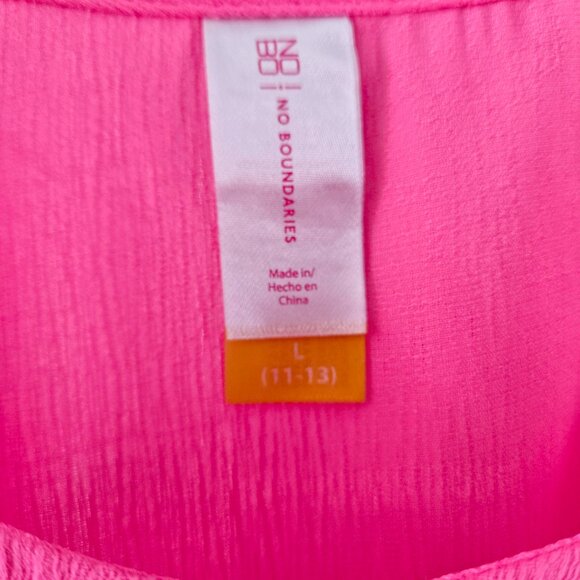 NO
BO
NO BOUNDARIES
Made in/
Hecho en
China
L
(11-13)